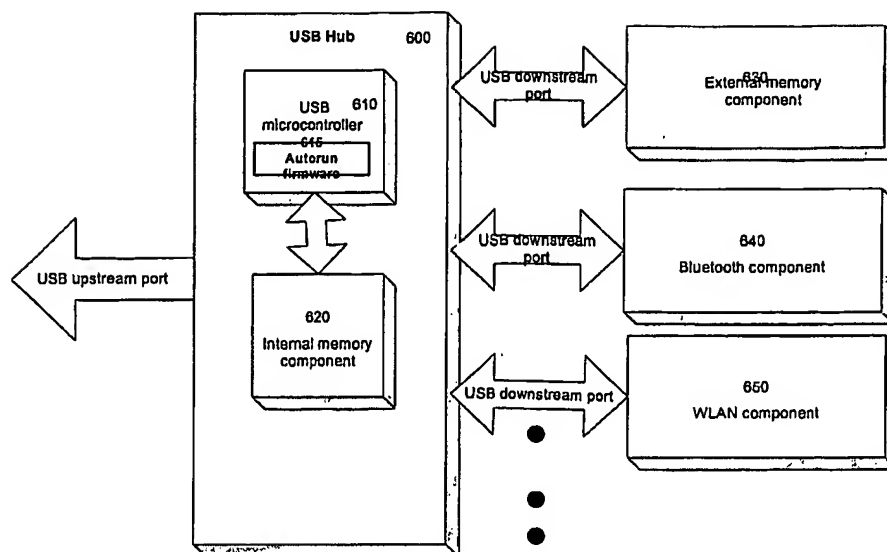 USB Hub 600
USB 610
microcontroller
615
Autorun
firmware
USB upstream port
620
Internal memory
component
USB downstream
port
630
External memory
component
USB downstream
port
640
Bluetooth component
USB downstream port
650
WLAN component